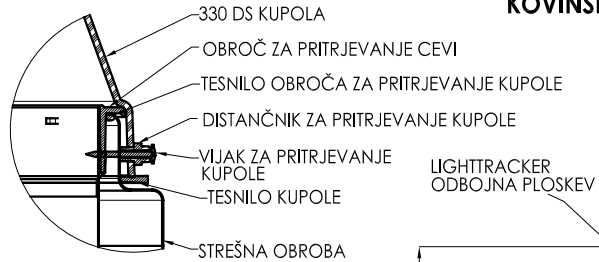 KOVINS
330 DS KUPOLA
OBROČ ZA PRITRJEVANJE CEVI
TESNILO OBROČA ZA PRITRJEVANJE KUPOLE
DISTANČNIK ZA PRITRJEVANJE KUPOLE
VIJAK ZA PRITRJEVANJE
KUPOLE
TESNILO KUPOLE
STREŠNA OBROBA
LIGHTTRACKER
ODBOJNA PLOSKEV